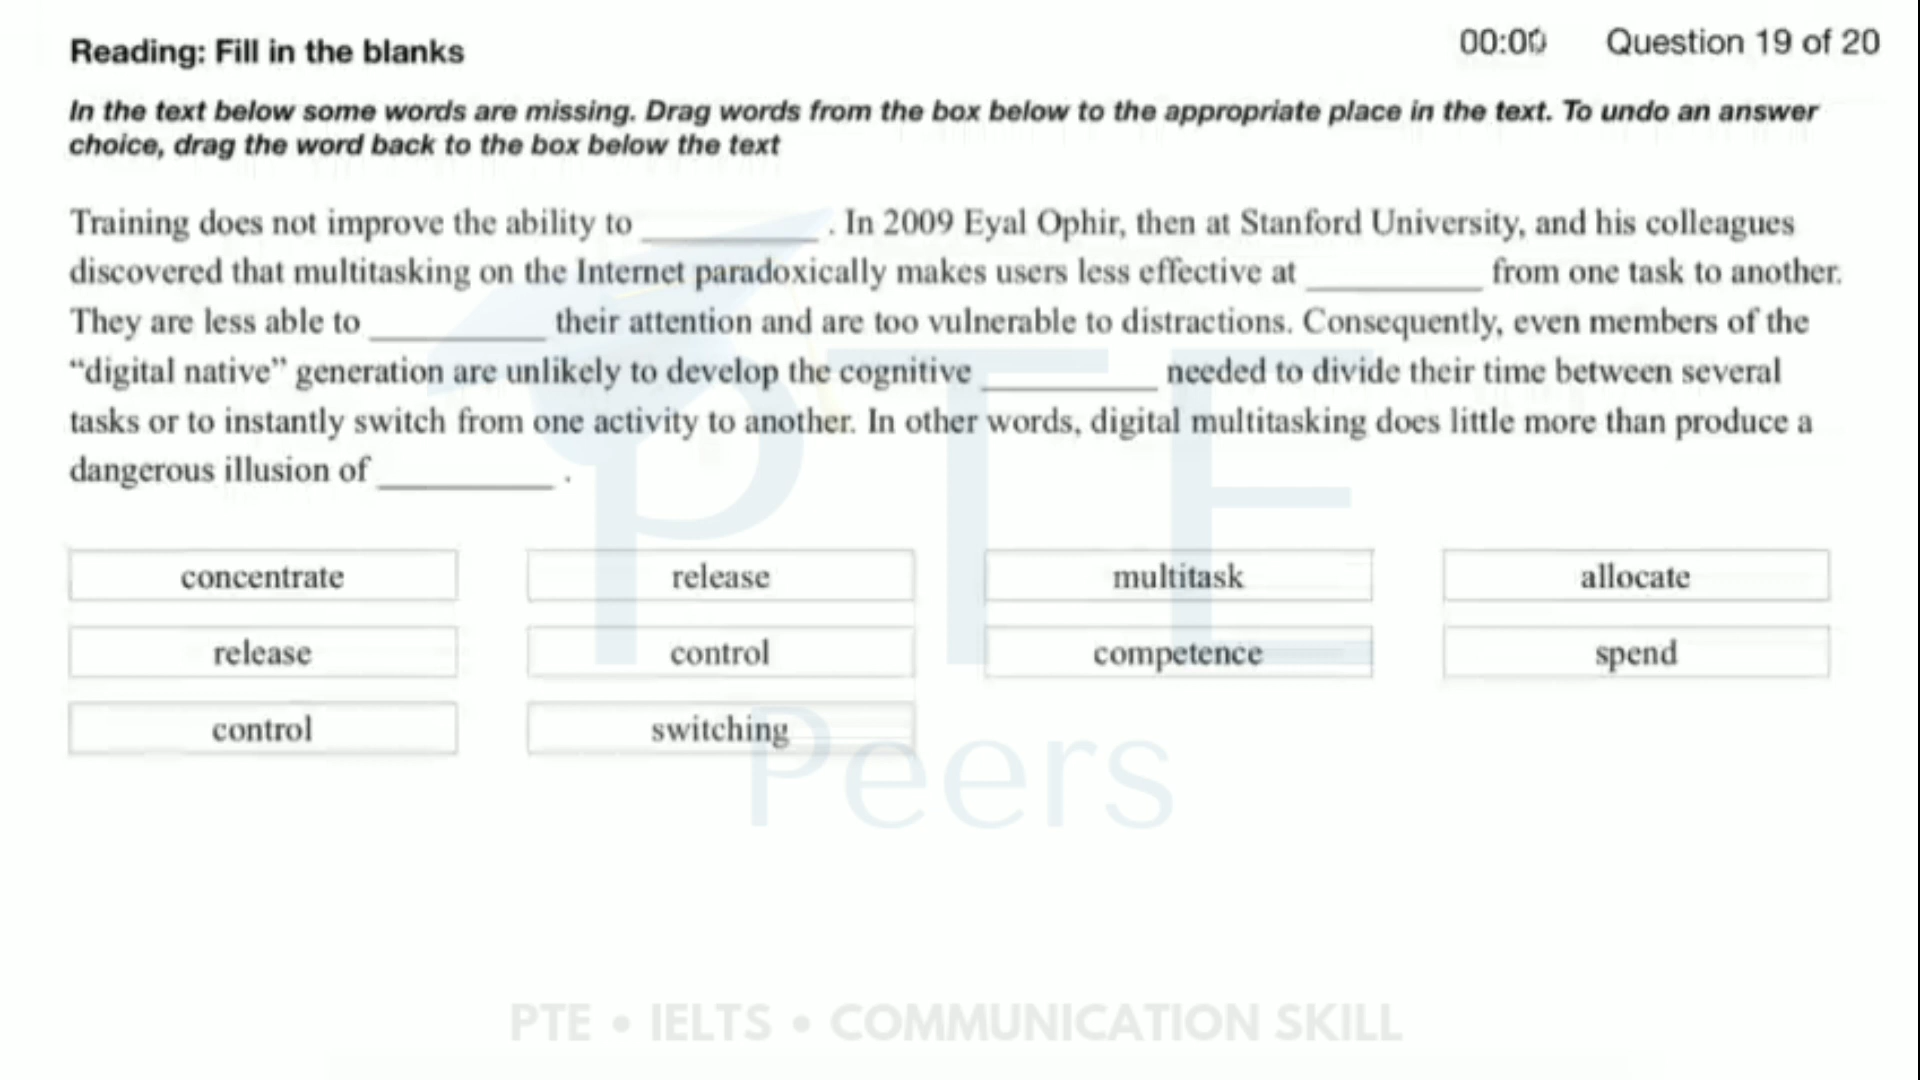 Reading: Fill in the blanks
00:00 Question 19 of 20
In the text below some words are missing. Drag words from the box below to the appropriate place in the text. To undo an answer
choice, drag the word back to the box below the text
Training does not improve the ability to __________ . In 2009 Eyal Ophir, then at Stanford University, and his colleagues
discovered that multitasking on the Internet paradoxically makes users less effective at __________ from one task to another.
They are less able to __________ their attention and are too vulnerable to distractions. Consequently, even members of the
“digital native” generation are unlikely to develop the cognitive __________ needed to divide their time between several
tasks or to instantly switch from one activity to another. In other words, digital multitasking does little more than produce a
dangerous illusion of __________ .
concentrate release multitask allocate
release control competence spend
control switching
PTE
Peers
PTE • IELTS • COMMUNICATION SKILL